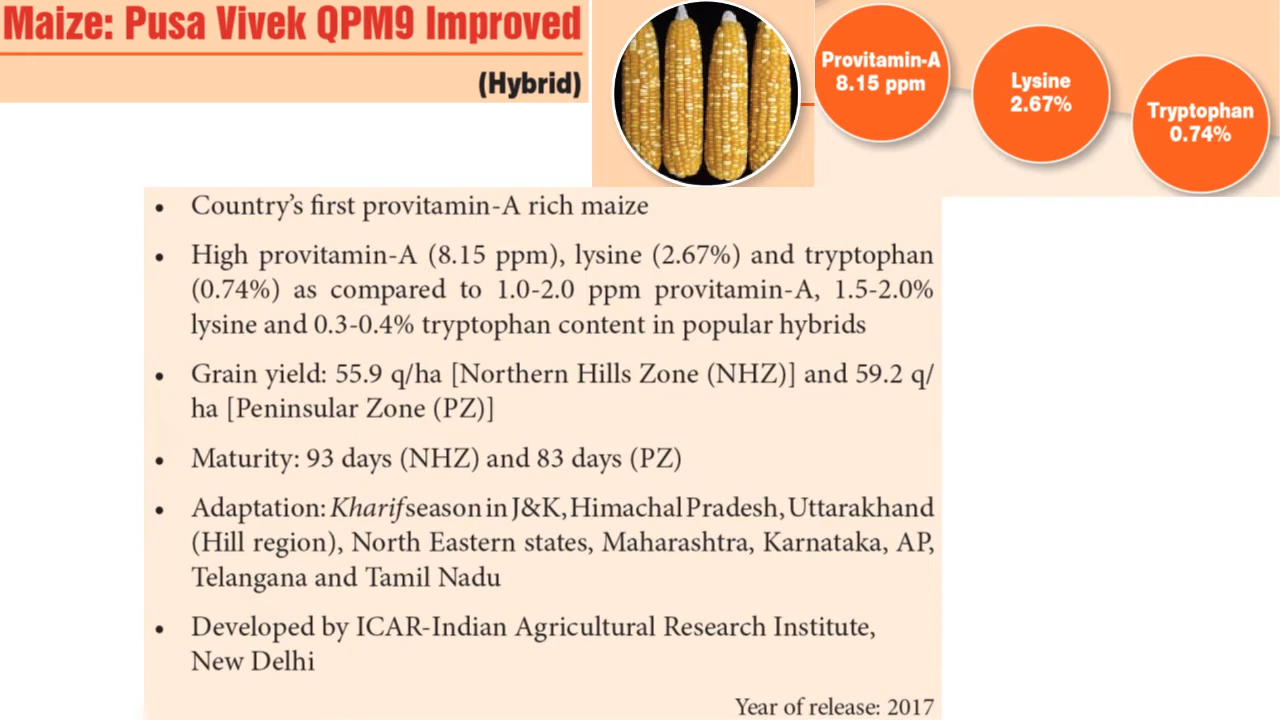 Maize: Pusa Vivek QPM9 Improved
(Hybrid)
Provitamin-A
8.15 ppm
Lysine
2.67%
Tryptophan
0.74%
• Country’s first provitamin-A rich maize
• High provitamin-A (8.15 ppm), lysine (2.67%) and tryptophan
(0.74%) as compared to 1.0-2.0 ppm provitamin-A, 1.5-2.0%
lysine and 0.3-0.4% tryptophan content in popular hybrids
• Grain yield: 55.9 q/ha [Northern Hills Zone (NHZ)] and 59.2 q/
ha [Peninsular Zone (PZ)]
• Maturity: 93 days (NHZ) and 83 days (PZ)
• Adaptation: Kharif season in J&K, Himachal Pradesh, Uttarakhand
(Hill region), North Eastern states, Maharashtra, Karnataka, AP,
Telangana and Tamil Nadu
• Developed by ICAR-Indian Agricultural Research Institute,
New Delhi
Year of release: 2017